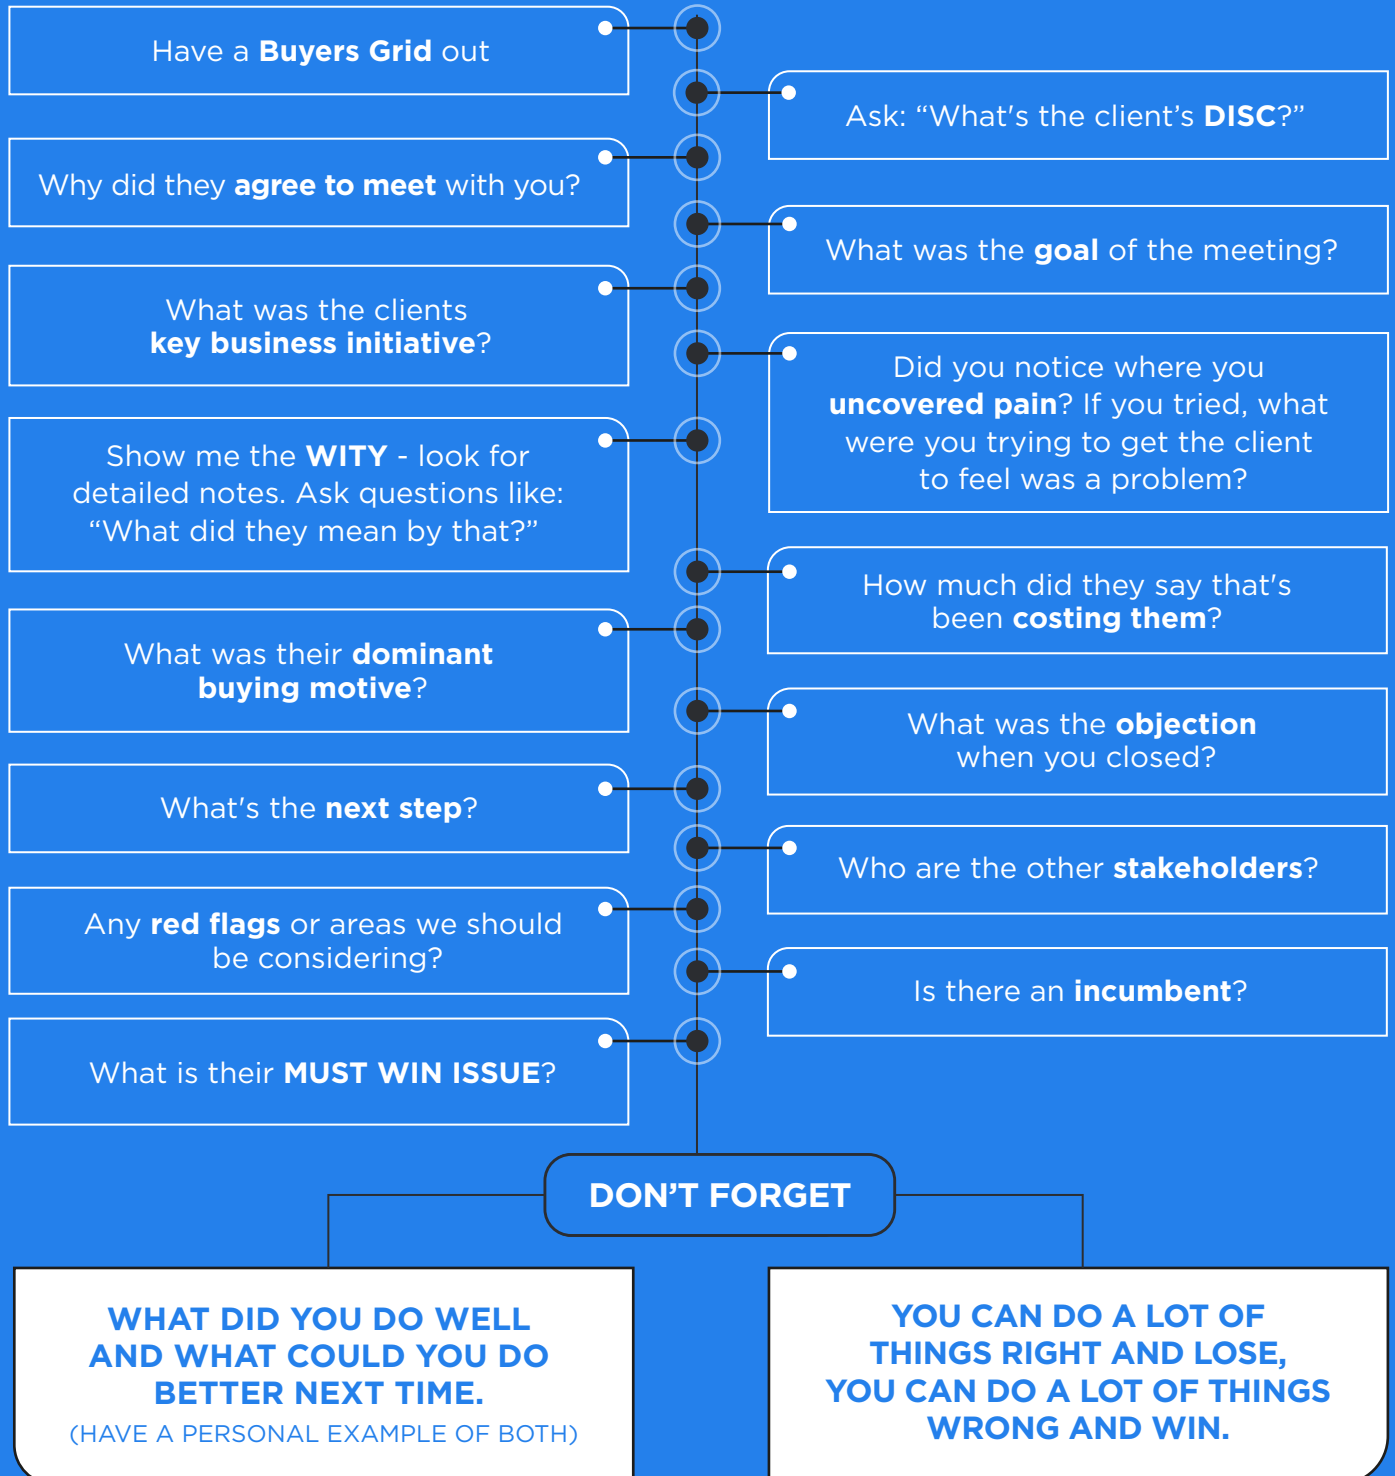 Have a Buyers Grid out
Ask: “What's the client’s DISC?”
Why did they agree to meet with you?
What was the goal of the meeting?
What was the clients
key business initiative?
Did you notice where you
uncovered pain? If you tried, what
were you trying to get the client
to feel was a problem?
Show me the WITY - look for
detailed notes. Ask questions like:
“What did they mean by that?”
How much did they say that's
been costing them?
What was their dominant
buying motive?
What was the objection
when you closed?
What's the next step?
Who are the other stakeholders?
Any red flags or areas we should
be considering?
Is there an incumbent?
What is their MUST WIN ISSUE?
DON’T FORGET
WHAT DID YOU DO WELL
AND WHAT COULD YOU DO
BETTER NEXT TIME.
(HAVE A PERSONAL EXAMPLE OF BOTH)
YOU CAN DO A LOT OF
THINGS RIGHT AND LOSE,
YOU CAN DO A LOT OF THINGS
WRONG AND WIN.